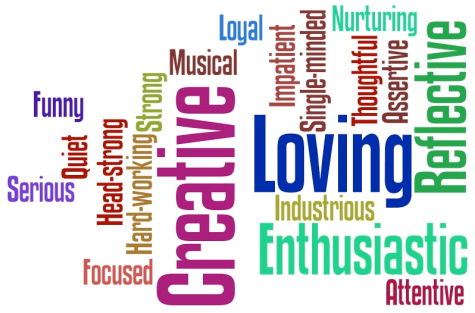 Loyal
Nurturing
Impatient
Single-minded
Thoughtful
Assertive
Reflective
Musical
Strong
Funny
Creative
Loving
Quiet
Head-strong
Hard-working
Serious
Industrious
Enthusiastic
Focused
Attentive